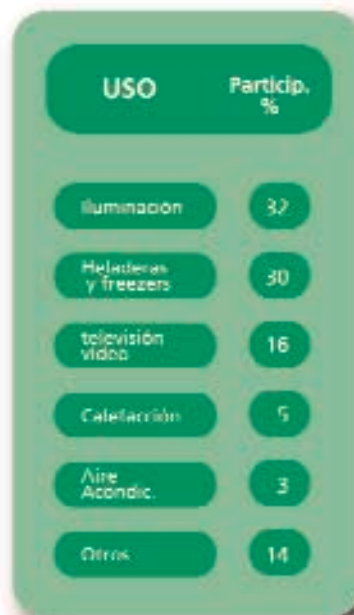 USO Particip.
%
Iluminación 32
Heladeras
y freezers 30
televisión
video 16
Calefacción 5
Aire
Acondic. 3
Otros 14